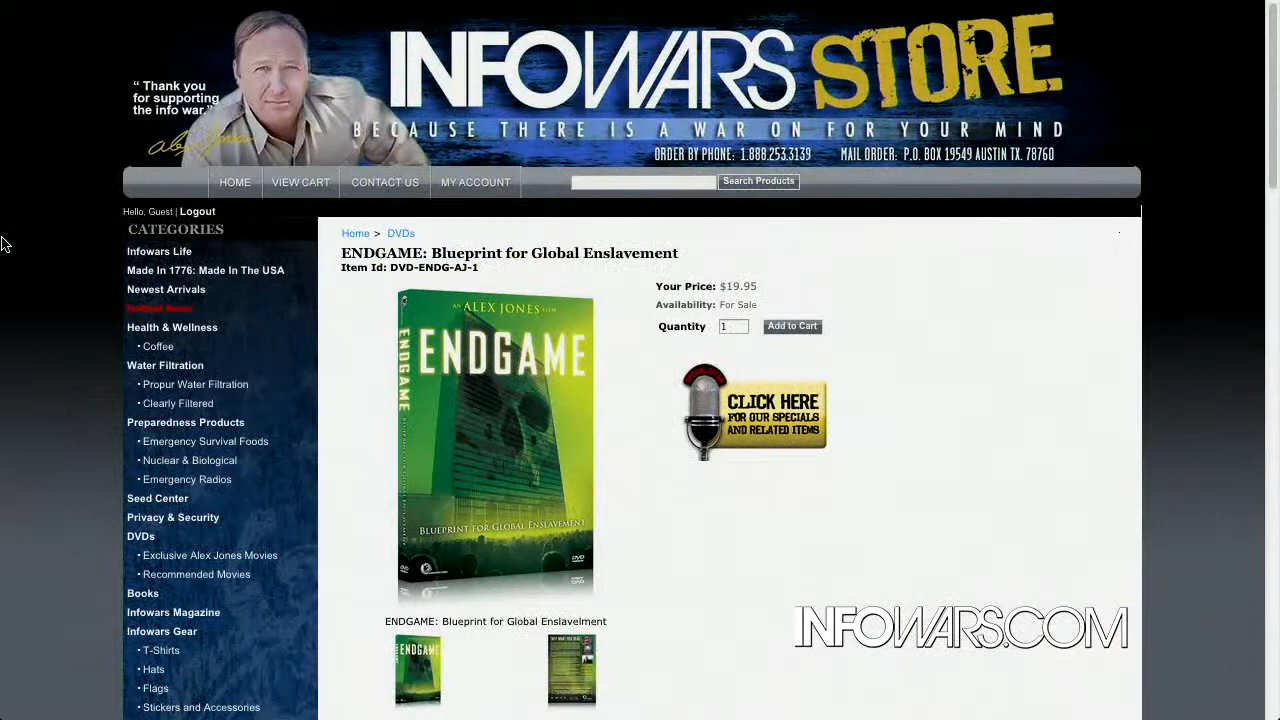 INFOWARS STORE
" Thank you
for supporting
the info war."
Alex Jones
BECAUSE THERE IS A WAR ON FOR YOUR MIND
ORDER BY PHONE: 1.888.253.3139 MAIL ORDER: P.O. BOX 19549 AUSTIN TX. 78760
HOME VIEW CART CONTACT US MY ACCOUNT Search Products
Hello, Guest | Logout
CATEGORIES
Infowars Life
Made In 1776: Made In The USA
Newest Arrivals
Health & Wellness
• Coffee
Water Filtration
• Propur Water Filtration
• Clearly Filtered
Preparedness Products
• Emergency Survival Foods
• Nuclear & Biological
• Emergency Radios
Seed Center
Privacy & Security
DVDs
• Exclusive Alex Jones Movies
• Recommended Movies
Books
Infowars Magazine
Infowars Gear
• T-Shirts
• Hats
• Flags
• Stickers and Accessories
Home > DVDs
ENDGAME: Blueprint for Global Enslavement
Item Id: DVD-ENDG-AJ-1
Your Price: $19.95
Availability: For Sale
Quantity 1 Add to Cart
AN ALEX JONES FILM
ENDGAME
ENDGAME
BLUEPRINT FOR GLOBAL ENSLAVEMENT
DVD
CLICK HERE
FOR OUR SPECIALS
AND RELATED ITEMS
ENDGAME: Blueprint for Global Enslavelment
ENDGAME
INFOWARS.COM